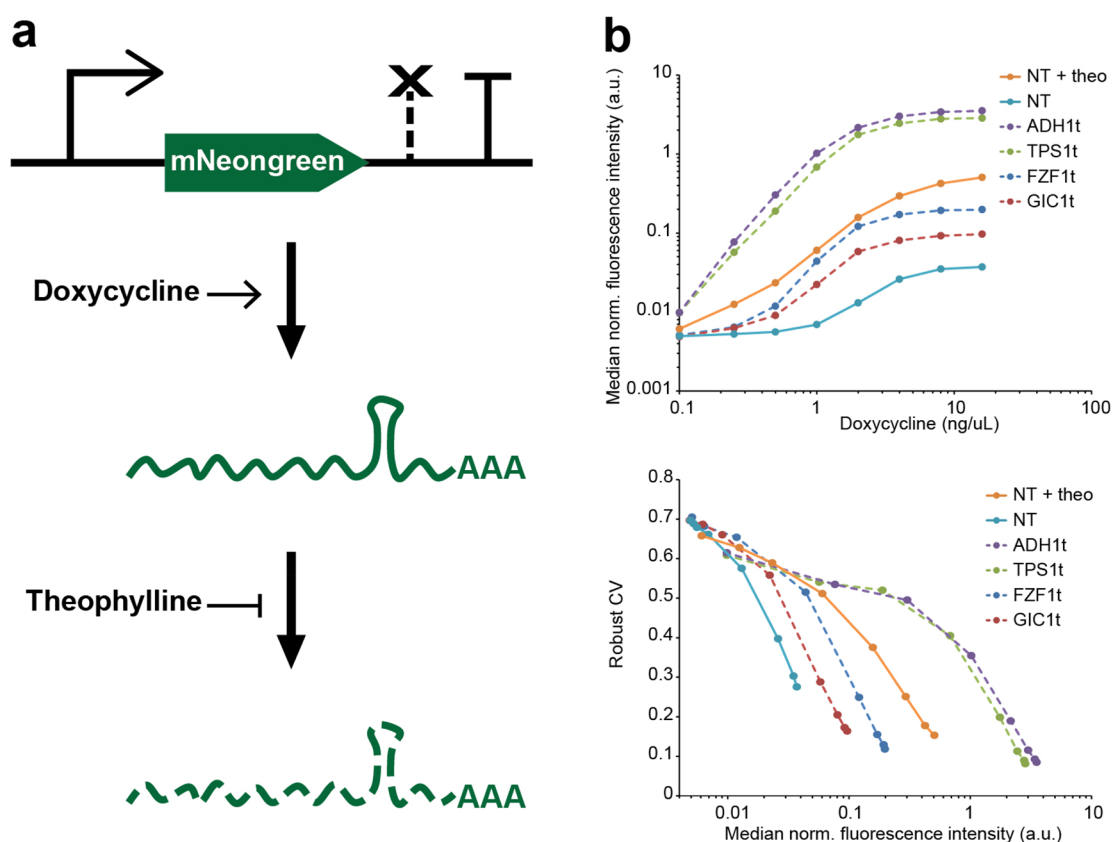 a
mNeongreen
Doxycycline
AAA
Theophylline
AAA
b
Median norm. fluorescence intensity (a.u.)
10
1
0.1
0.01
0.001
0.1
1
10
100
Doxycycline (ng/uL)
NT + theo
NT
ADH1t
TPS1t
FZF1t
GIC1t
Robust CV
0.8
0.7
0.6
0.5
0.4
0.3
0.2
0.1
0
0.01
0.1
1
10
Median norm. fluorescence intensity (a.u.)
NT + theo
NT
ADH1t
TPS1t
FZF1t
GIC1t